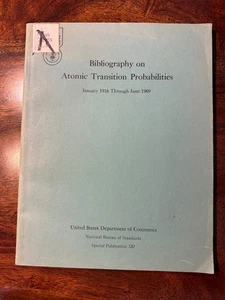 A
Bibliography on
Atomic Transition Probabilities
January 1916 Through June 1969
United States Department of Commerce
National Bureau of Standards
Special Publication 320